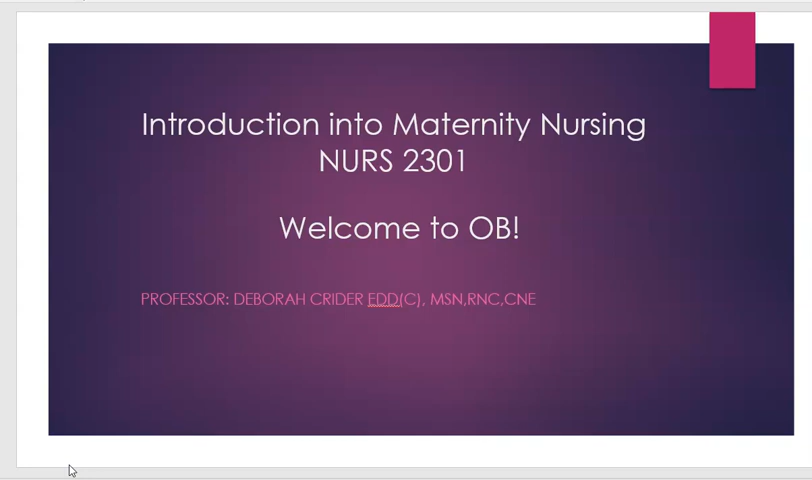 Introduction into Maternity Nursing
NURS 2301
Welcome to OB!
PROFESSOR: DEBORAH CRIDER EDD(C), MSN,RNC,CNE